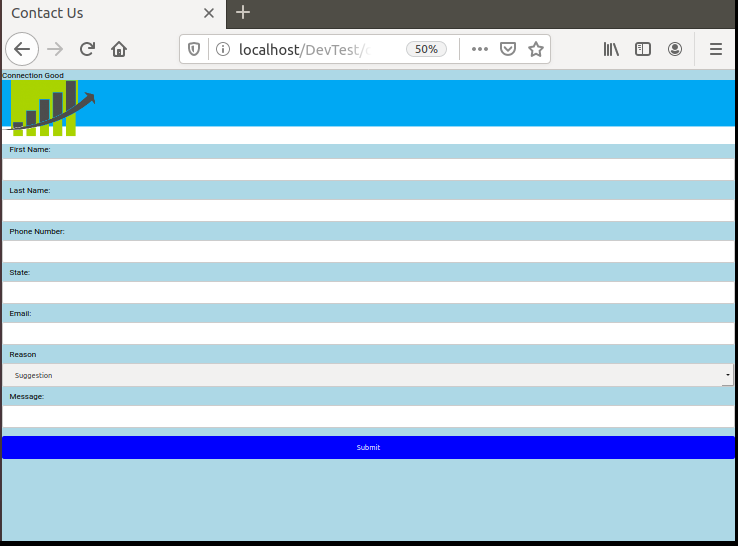 Contact Us
localhost/DevTest/
50%
Connection Good
First Name:
Last Name:
Phone Number:
State:
Email:
Reason
Suggestion
Message:
Submit